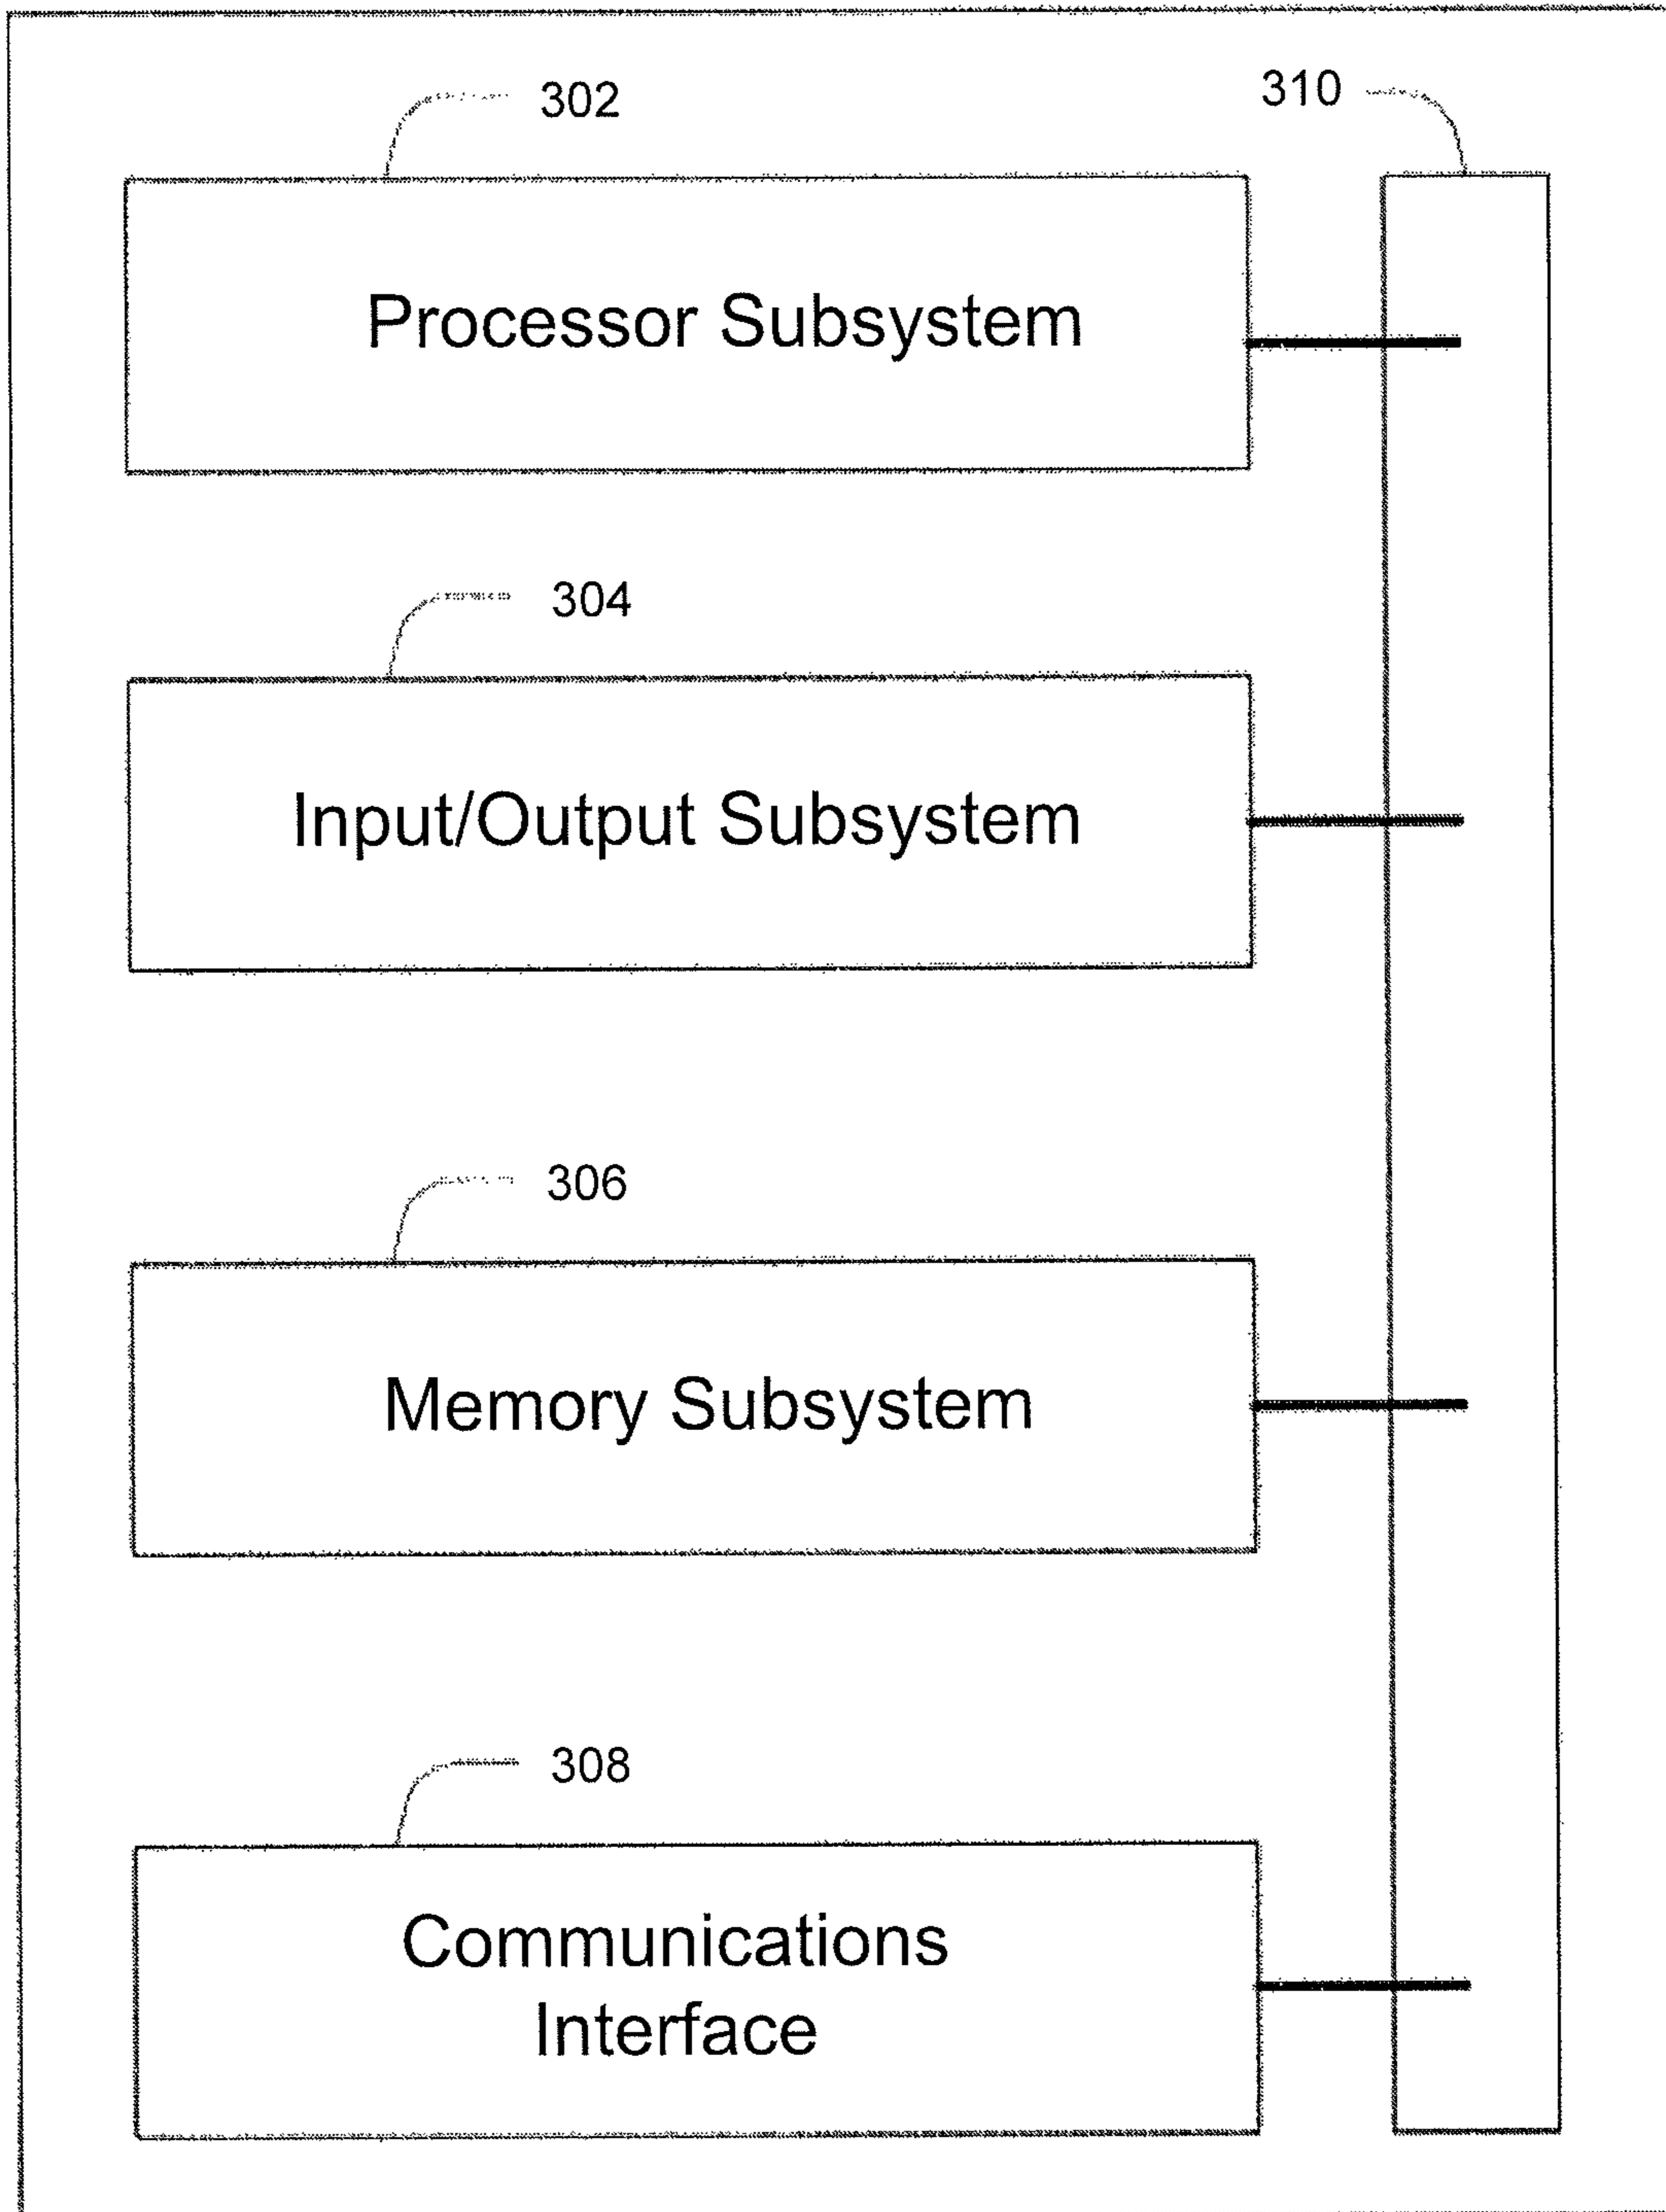 302
310
Processor Subsystem
304
Input/Output Subsystem
306
Memory Subsystem
308
Communications
Interface